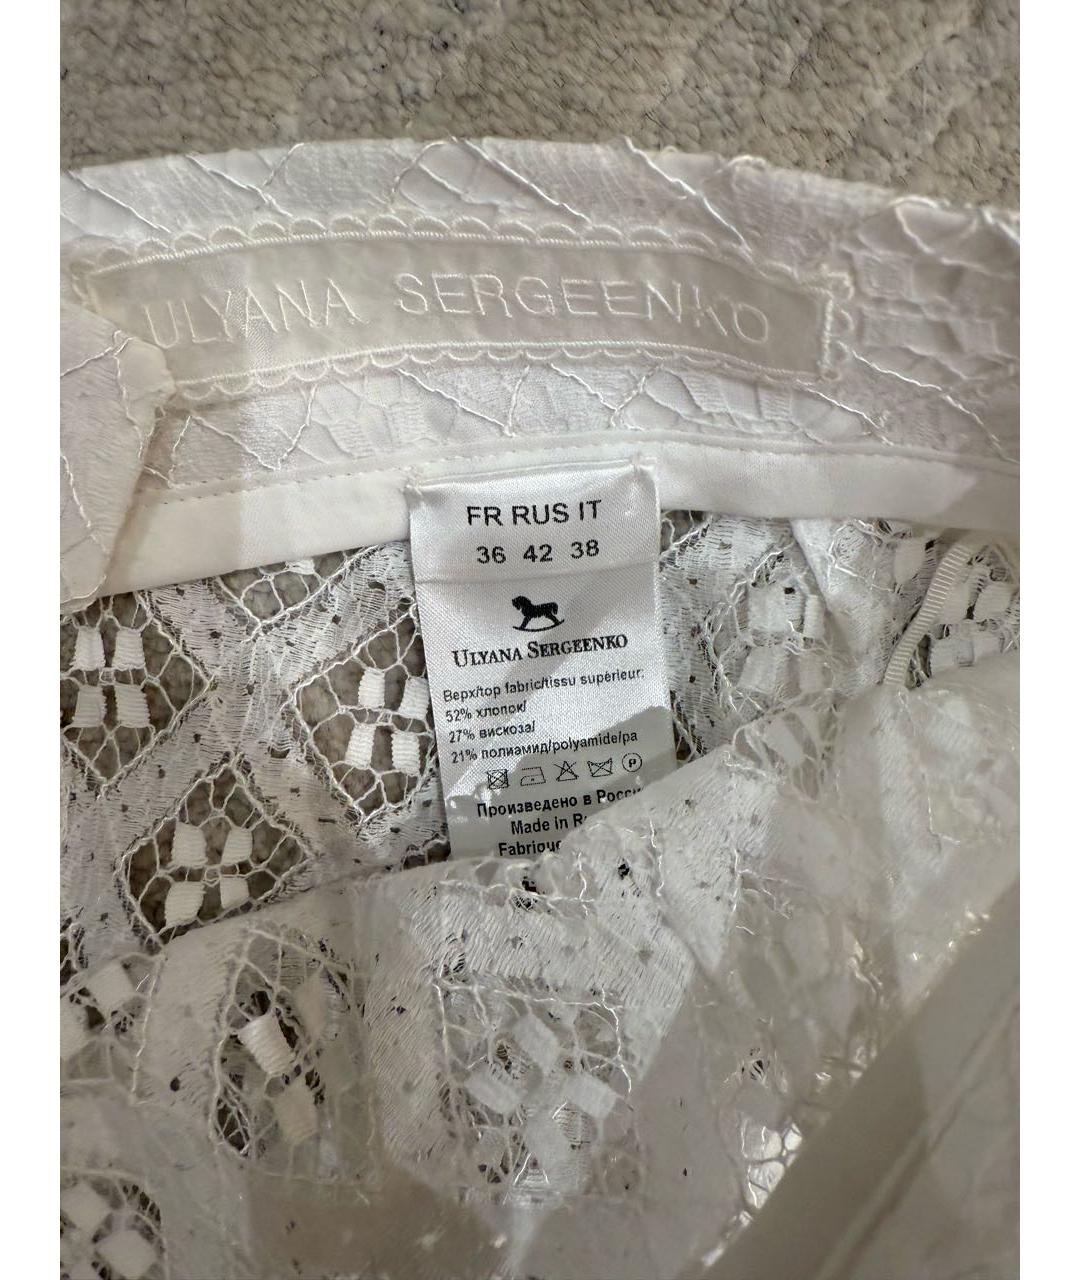 ULYANA SERGEENKO
FR RUS IT
36 42 38
ULYANA SERGEENKO
Верх/top fabric/tissu supérieur:
52% хлопок/
27% вискоза/
21% полиамид/polyamide/pa
P
Произведено в
Made in